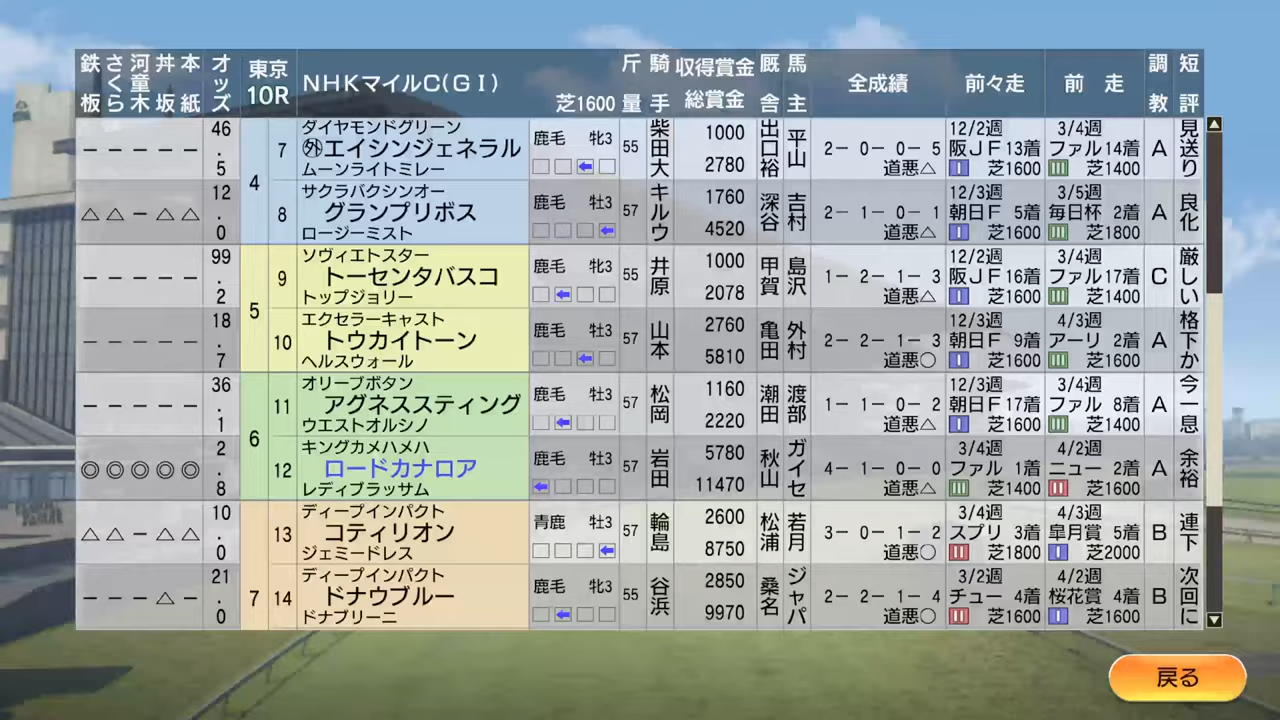 鉄板 さくら 河童木 井坂 本紙 オッズ 東京 10R NHKマイルC(GⅠ) 芝1600 斤量 騎手 収得賞金 総賞金 厩舎 馬主 全成績 前々走 前 走 調教 短評
4
－ － － － － 46.5 7 ダイヤモンドグリーン 鹿毛 牝3 55 柴田大 1000 出口裕 平山 2－ 0－ 0－ 5 12/2週 3/4週 A 見送り
㊕エイシンジェネラル 阪JF 13着 ファル 14着
ムーンライトミレー 2780 道悪△ Ⅰ 芝1600 Ⅲ 芝1400
△ △ － △ △ 12.0 8 サクラバクシンオー 鹿毛 牡3 57 キルウ 1760 深谷 吉村 2－ 1－ 0－ 1 12/3週 3/5週 A 良化
グランプリボス 朝日F 5着 毎日杯 2着
ロージーミスト 4520 道悪△ Ⅰ 芝1600 Ⅲ 芝1800
5
－ － － － － 99.2 9 ソヴィエトスター 鹿毛 牝3 55 井原 1000 甲賀 島沢 1－ 2－ 1－ 3 12/2週 3/4週 C 厳しい
トーセンタバスコ 阪JF 16着 ファル 17着
トップジョリー 2078 道悪△ Ⅰ 芝1600 Ⅲ 芝1400
－ － － － － 18.7 10 エクセラーキャスト 鹿毛 牡3 57 山本 2760 亀田 外村 2－ 2－ 1－ 3 12/3週 4/3週 A 格下か
トウカイトーン 朝日F 9着 アーリ 2着
ヘルスウォール 5810 道悪○ Ⅰ 芝1600 Ⅲ 芝1600
6
－ － － － － 36.1 11 オリーブボタン 鹿毛 牡3 57 松岡 1160 潮田 渡部 1－ 1－ 0－ 2 12/3週 3/4週 A 今一息
アグネススティング 朝日F 17着 ファル 8着
ウエストオルシノ 2220 道悪△ Ⅰ 芝1600 Ⅲ 芝1400
◎ ◎ ◎ ◎ ◎ 2.8 12 キングカメハメハ 鹿毛 牡3 57 岩田 5780 秋山 ガイセ 4－ 1－ 0－ 0 3/4週 4/2週 A 余裕
ロードカナロア ファル 1着 ニュー 2着
レディブラッサム 11470 道悪△ Ⅲ 芝1400 Ⅱ 芝1600
7
△ △ － △ △ 10.0 13 ディープインパクト 青鹿 牡3 57 輪島 2600 松浦 若月 3－ 0－ 1－ 2 3/4週 4/3週 B 連下
コティリオン スプリ 3着 皐月賞 5着
ジェミードレス 8750 道悪○ Ⅱ 芝1800 Ⅰ 芝2000
－ － － △ － 21.0 14 ディープインパクト 鹿毛 牝3 55 谷浜 2850 桑名 ジャパ 2－ 2－ 1－ 4 3/2週 4/2週 B 次回に
ドナウブルー チュー 4着 桜花賞 4着
ドナブリーニ 9970 道悪○ Ⅱ 芝1600 Ⅰ 芝1600
戻る